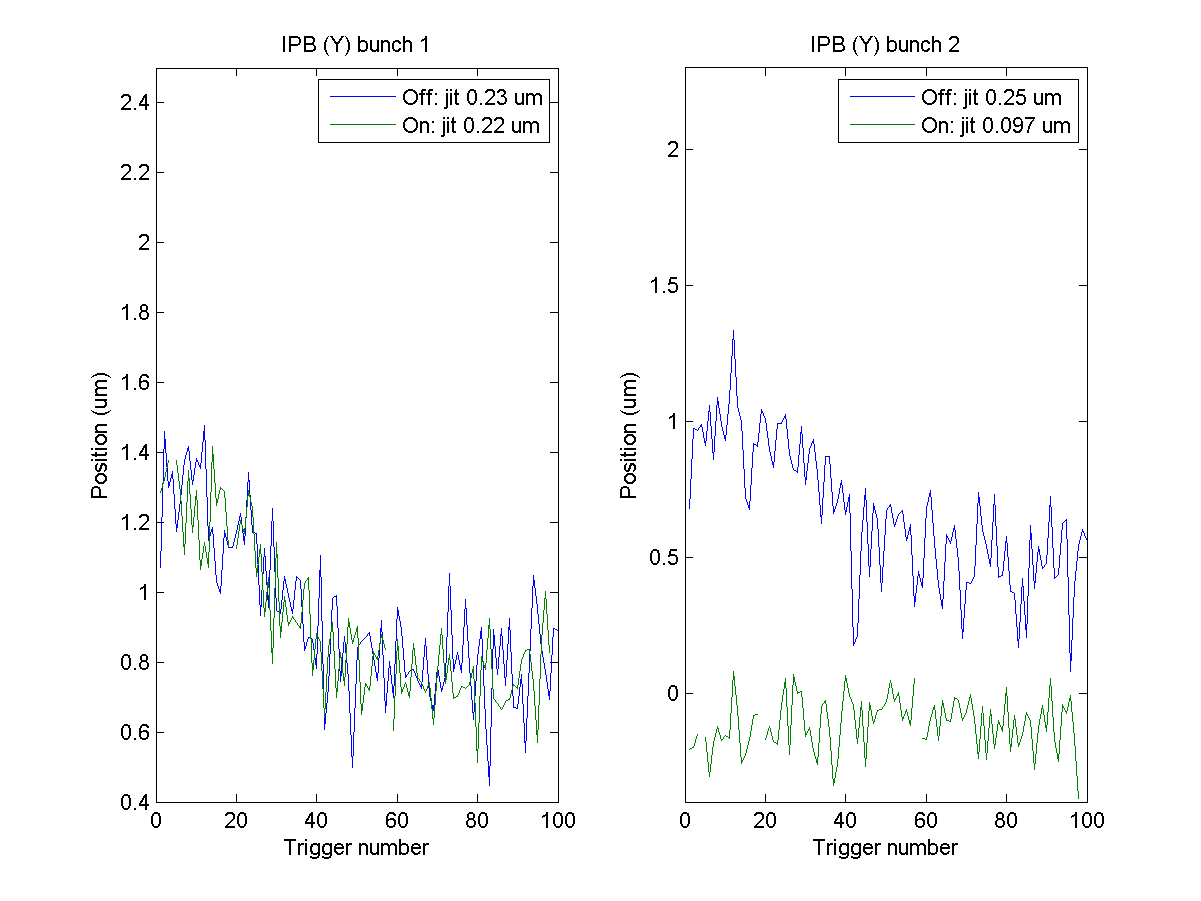 IPB (Y) bunch 1
Off: jit 0.23 um
On: jit 0.22 um
2.4
2.2
2
1.8
1.6
1.4
1.2
1
0.8
0.6
0.4
Position (um)
0 20 40 60 80 100
Trigger number
IPB (Y) bunch 2
Off: jit 0.25 um
On: jit 0.097 um
2
1.5
1
0.5
0
Position (um)
0 20 40 60 80 100
Trigger number